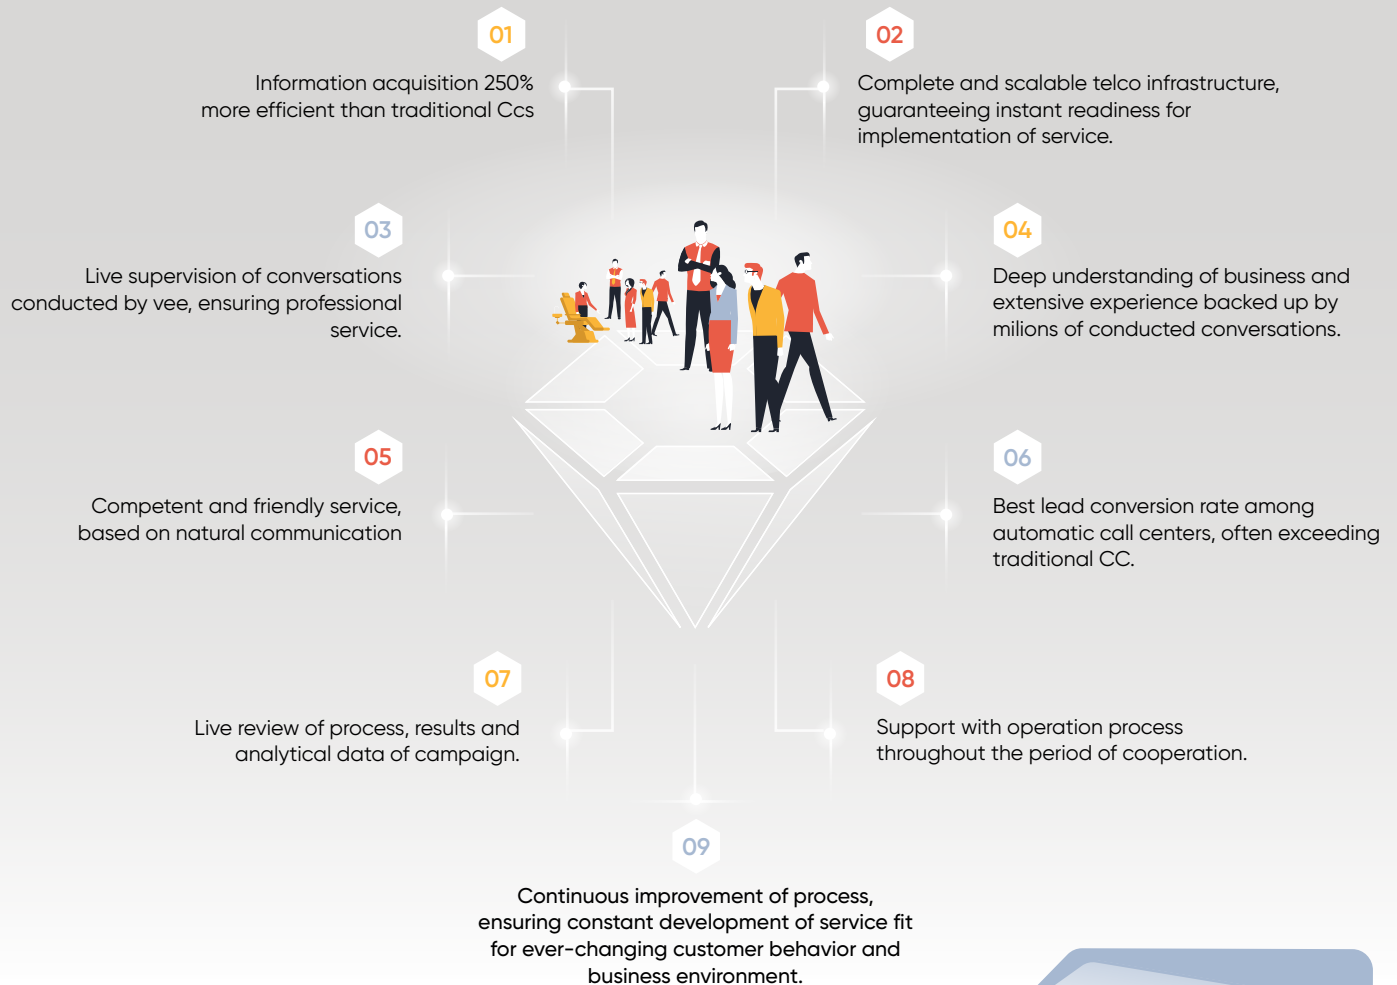 01
Information acquisition 250%
more efficient than traditional Ccs
02
Complete and scalable telco infrastructure,
guaranteeing instant readiness for
implementation of service.
03
Live supervision of conversations
conducted by vee, ensuring professional
service.
04
Deep understanding of business and
extensive experience backed up by
milions of conducted conversations.
05
Competent and friendly service,
based on natural communication
06
Best lead conversion rate among
automatic call centers, often exceeding
traditional CC.
07
Live review of process, results and
analytical data of campaign.
08
Support with operation process
throughout the period of cooperation.
09
Continuous improvement of process,
ensuring constant development of service fit
for ever-changing customer behavior and
business environment.